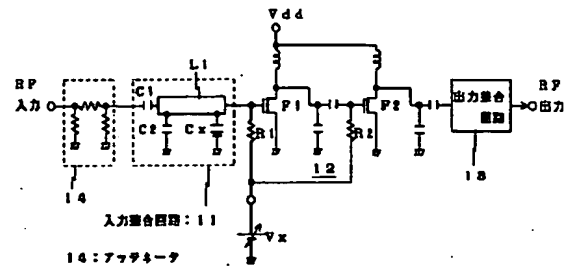 Vdd
L1
RF
入力
C1
C2
Cx
F1
F2
R1
R2
12
出力整合
回路
RF
出力
14
13
入力整合回路:11
Vx
14:アッテネータ